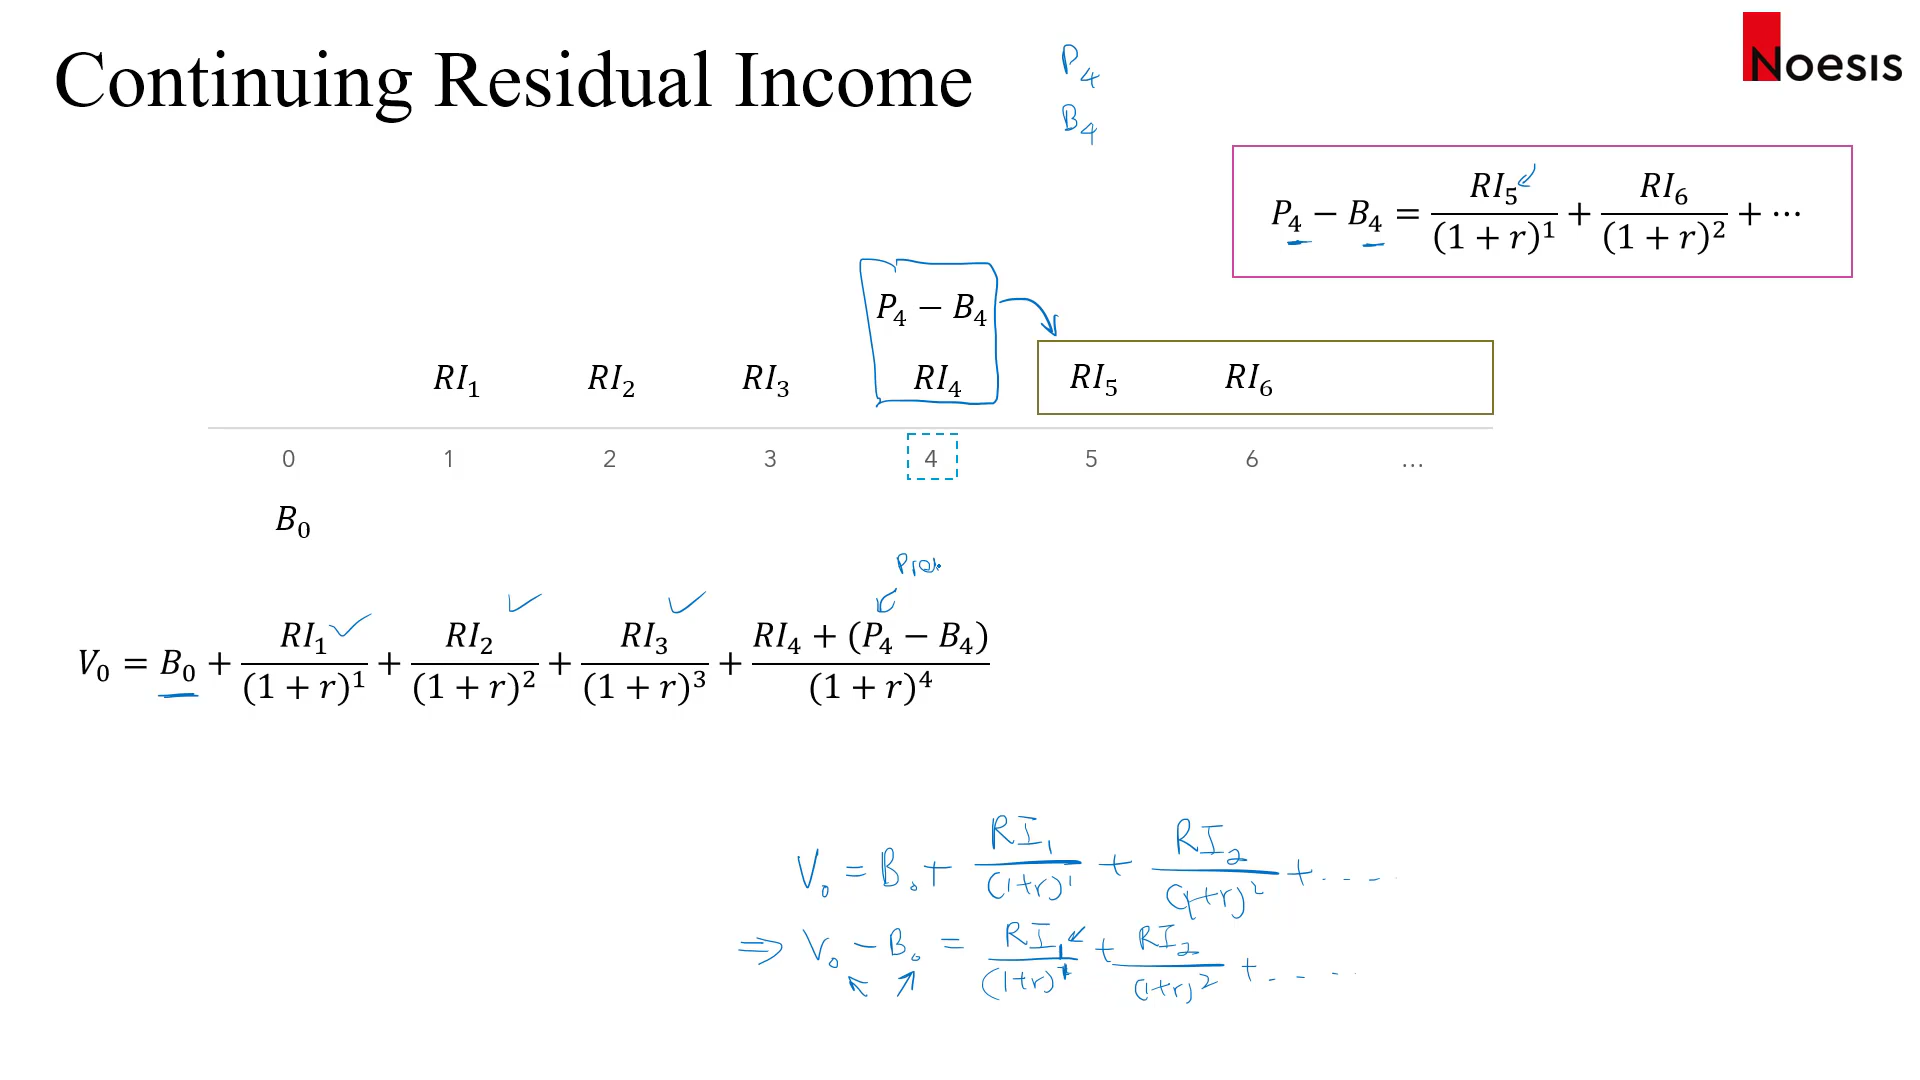 Continuing Residual Income
P₄
B₄
Noesis
P₄ − B₄ = RI₅/(1 + r)¹ + RI₆/(1 + r)² + ⋯
P₄ − B₄
RI₁ RI₂ RI₃ RI₄ RI₅ RI₆
0 1 2 3 4 5 6 ...
B₀
V₀ = B₀ + RI₁/(1 + r)¹ + RI₂/(1 + r)² + RI₃/(1 + r)³ + (RI₄ + (P₄ − B₄))/(1 + r)⁴
V₀ = B₀ + RI₁/(1+r)¹ + RI₂/(1+r)² + ....
⇒ V₀ − B₀ = RI₁/(1+r)¹ + RI₂/(1+r)² + ....